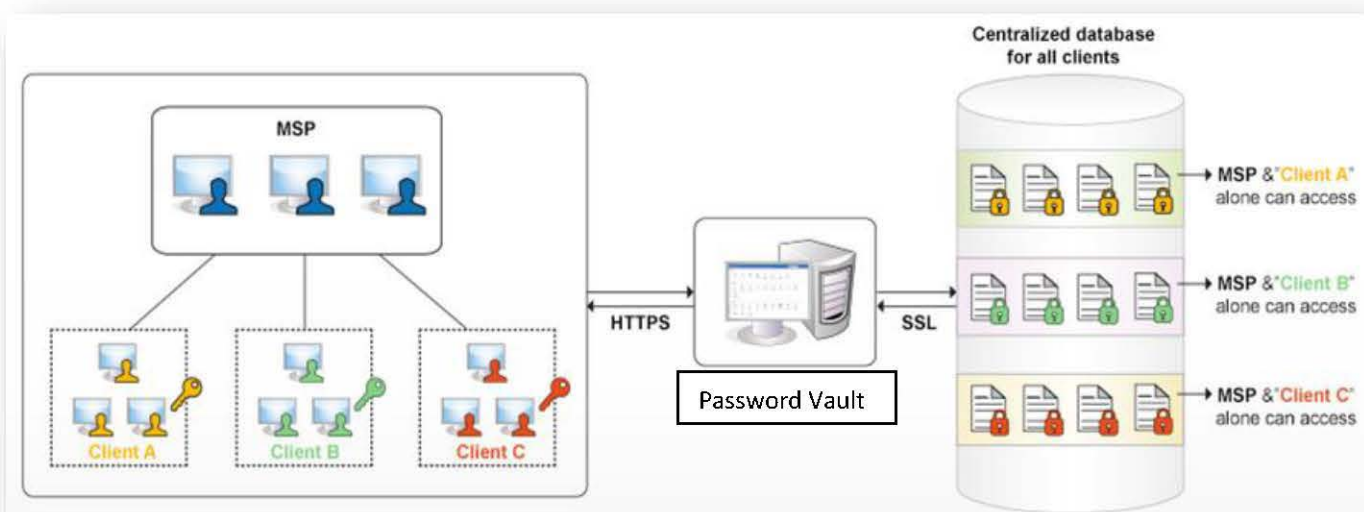 Centralized database
for all clients
MSP
HTTPS
SSL
Password Vault
Client A
Client B
Client C
MSP &"Client A"
alone can access
MSP &"Client B"
alone can access
MSP &"Client C"
alone can access